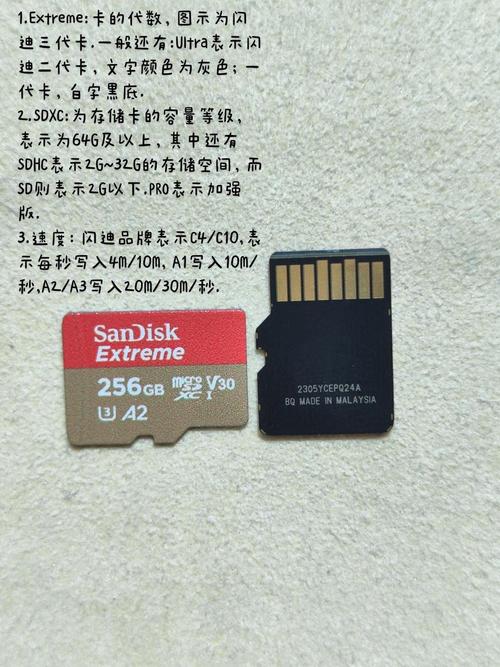 1.Extreme:卡的代数,图示为闪
迪三代卡.一般还有:Ultra表示闪
迪二代卡,文字颜色为灰色;一
代卡,白字黑底.
2.SDXC:为存储卡的容量等级,
表示为64G及以上,其中还有
SDHC表示2G~32G的存储空间,而
SD则表示2G以下.PRO表示加强
版.
3.速度:闪迪品牌表示C4/C10,表
示每秒写入4m/10m,A1写入10m/
秒,A2/A3写入20m/30m/秒.
SanDisk
Extreme
256GB micro SD XC I V30
U3 A2
2305YCEPQ24A
BQ MADE IN MALAYSIA